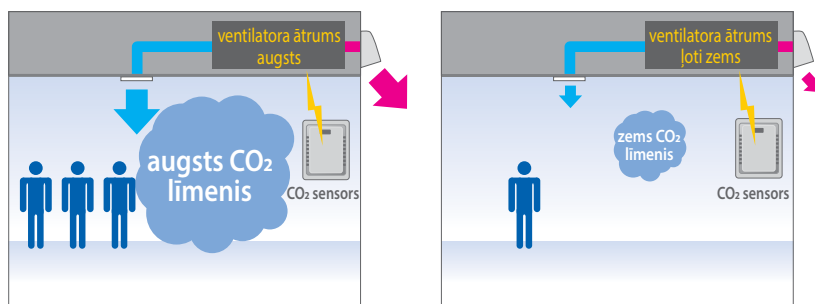 ventilatora ātrums
augsts
augsts CO₂
līmenis
CO₂ sensors
ventilatora ātrums
ļoti zems
zems CO₂
līmenis
CO₂ sensors